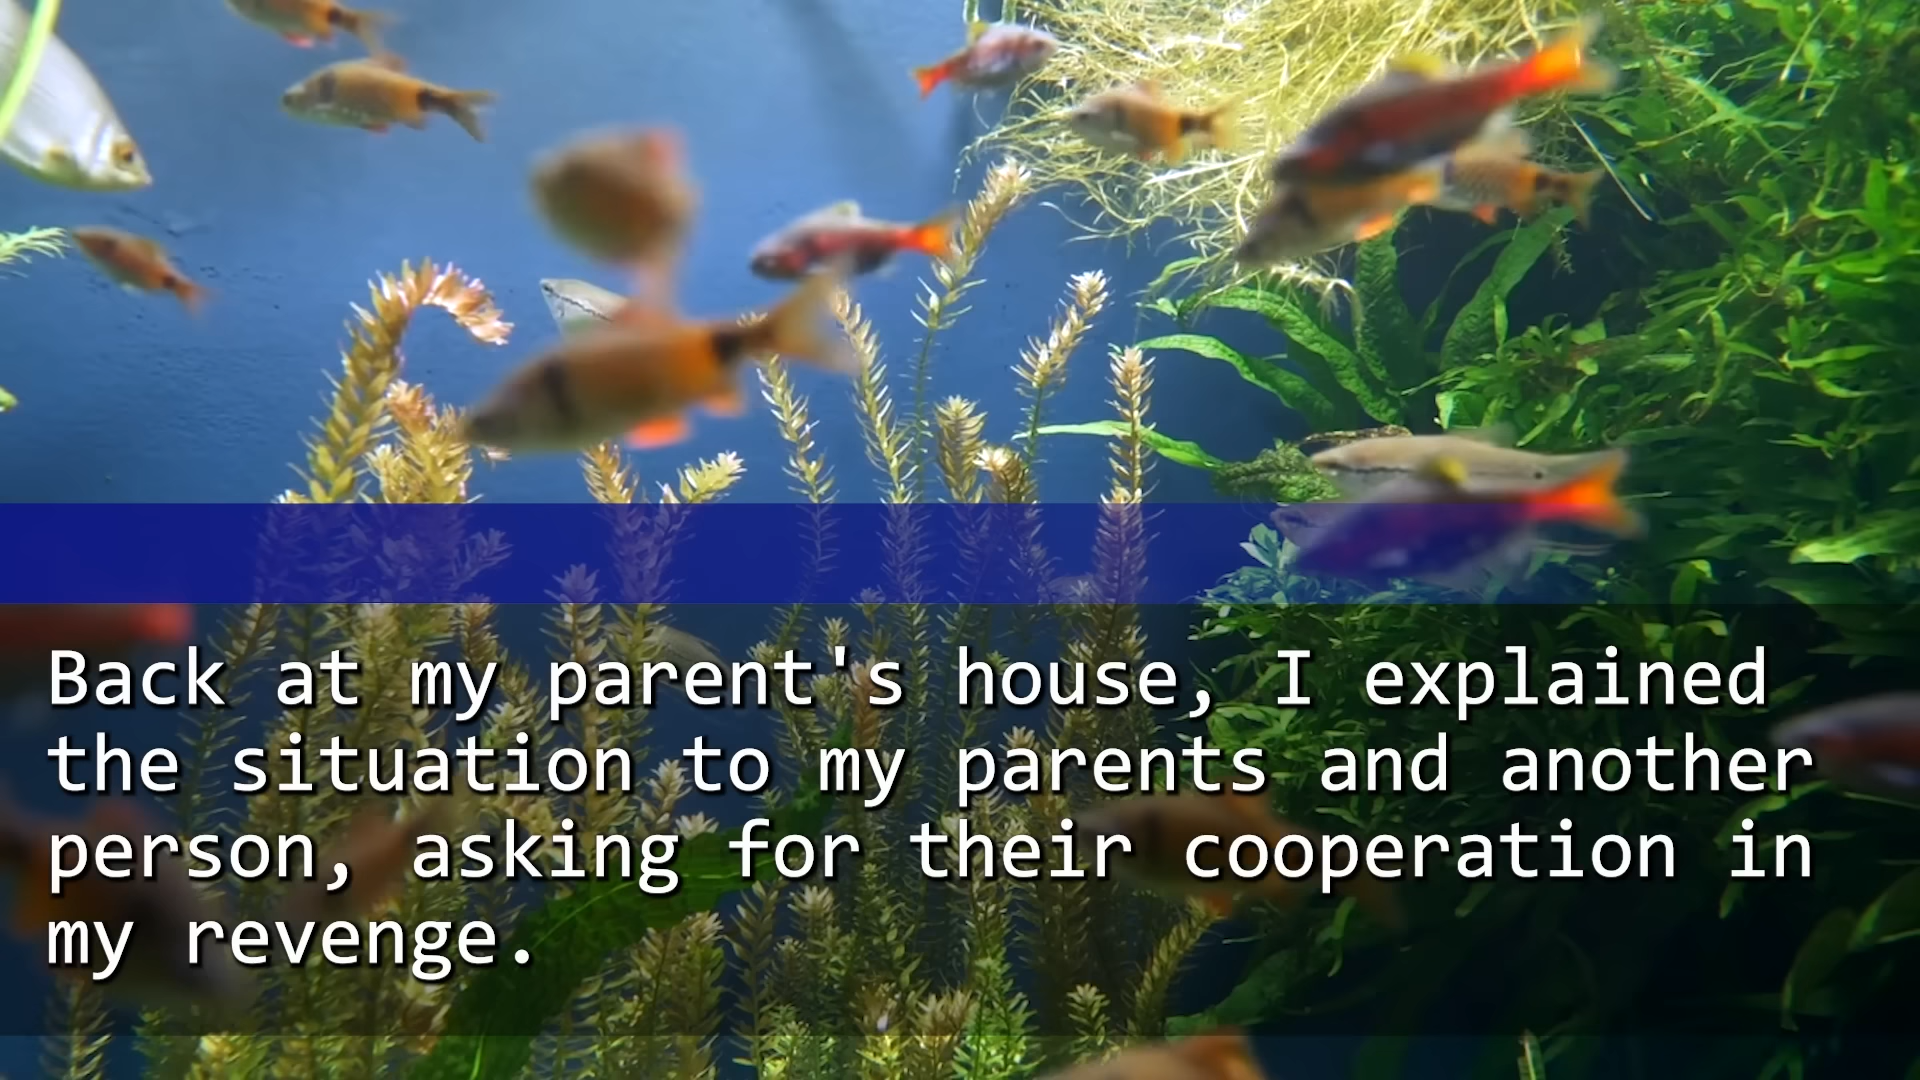 Back at my parent's house, I explained
the situation to my parents and another
person, asking for their cooperation in
my revenge.